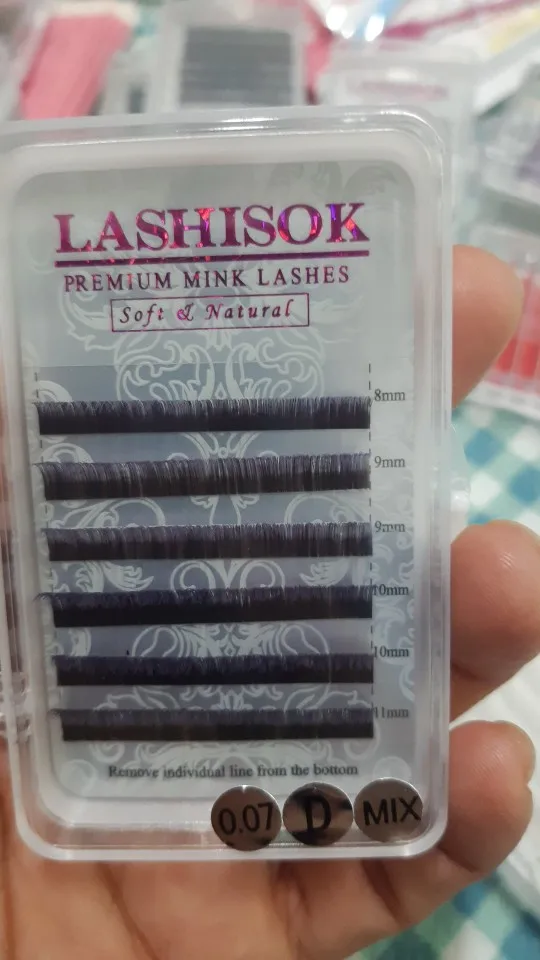 LASHISOK
PREMIUM MINK LASHES
Soft & Natural
8mm
9mm
9mm
10mm
10mm
11mm
Remove individual line from the bottom
0.07 D MIX